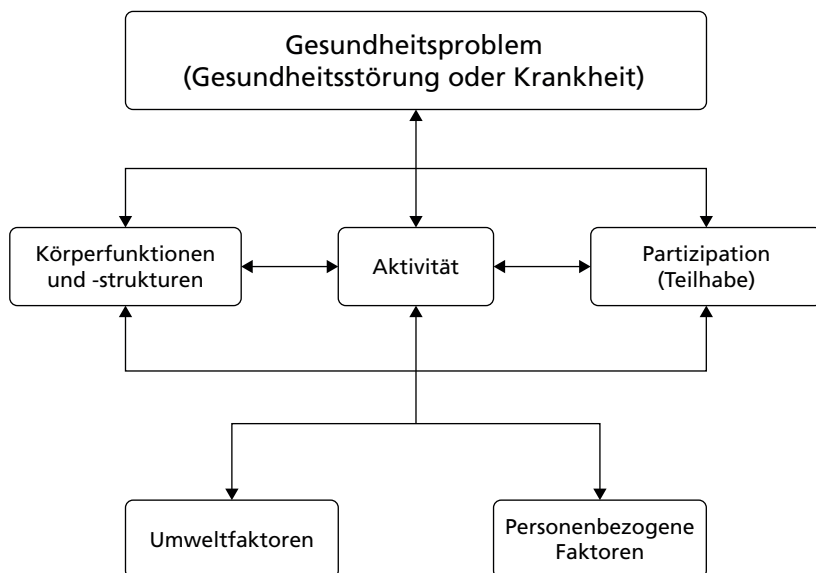 Gesundheitsproblem
(Gesundheitsstörung oder Krankheit)
Körperfunktionen
und -strukturen
Aktivität
Partizipation
(Teilhabe)
Umweltfaktoren
Personenbezogene
Faktoren